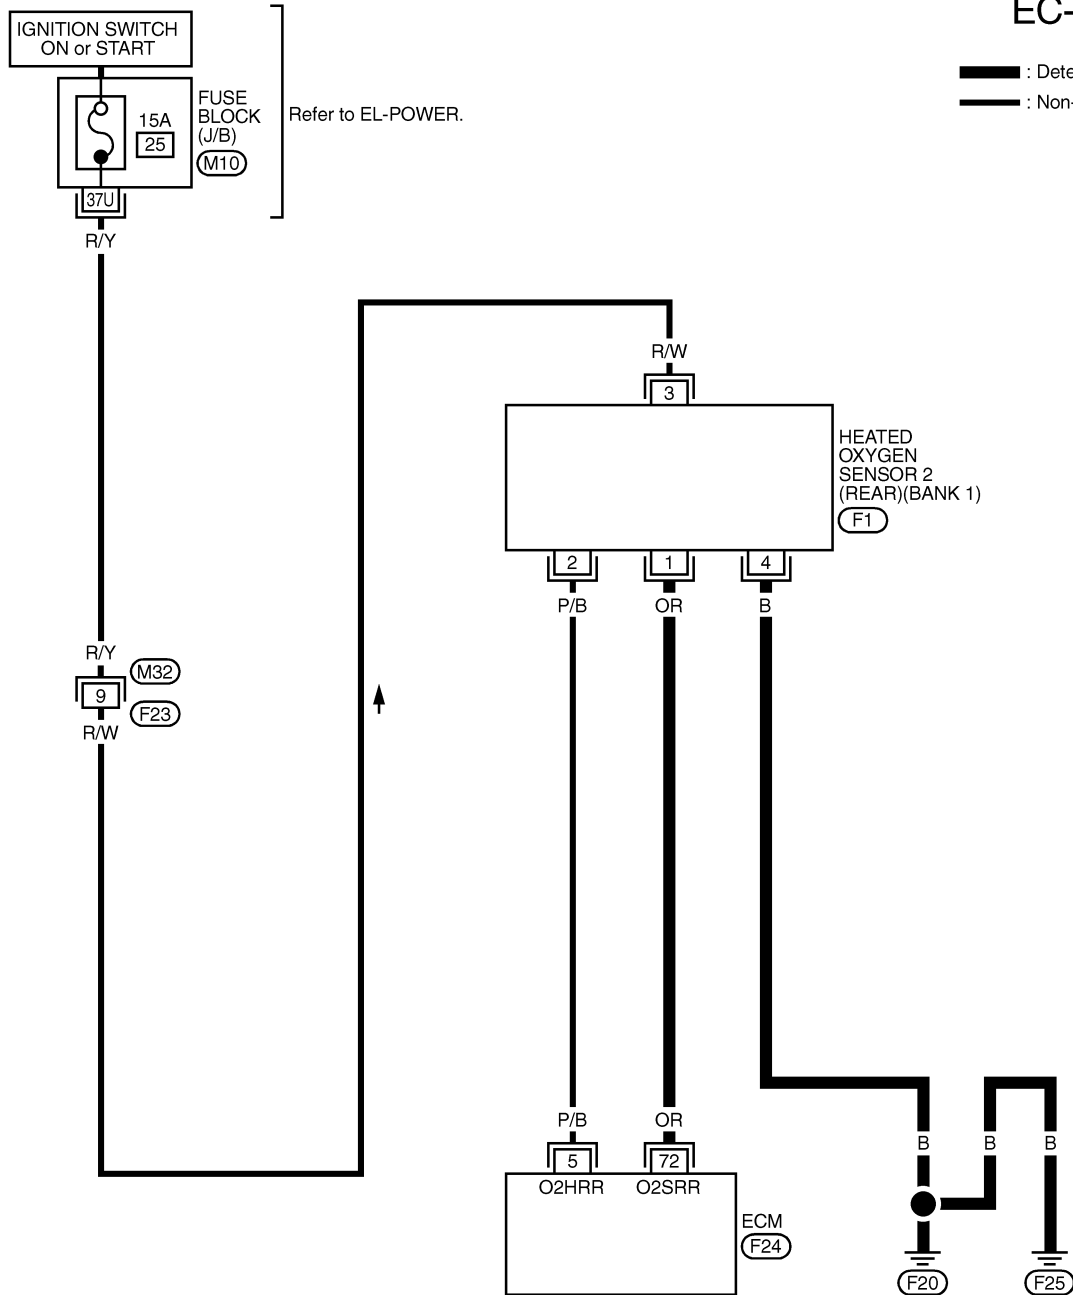 EC-
: Dete
: Non-
IGNITION SWITCH
ON or START
FUSE
BLOCK
(J/B)
M10
15A
25
Refer to EL-POWER.
37U
R/Y
R/W
3
HEATED
OXYGEN
SENSOR 2
(REAR)(BANK 1)
F1
2
1
4
P/B
OR
B
R/Y
M32
9
F23
R/W
P/B
OR
B
B
B
5
72
O2HRR
O2SRR
ECM
F24
F20
F25